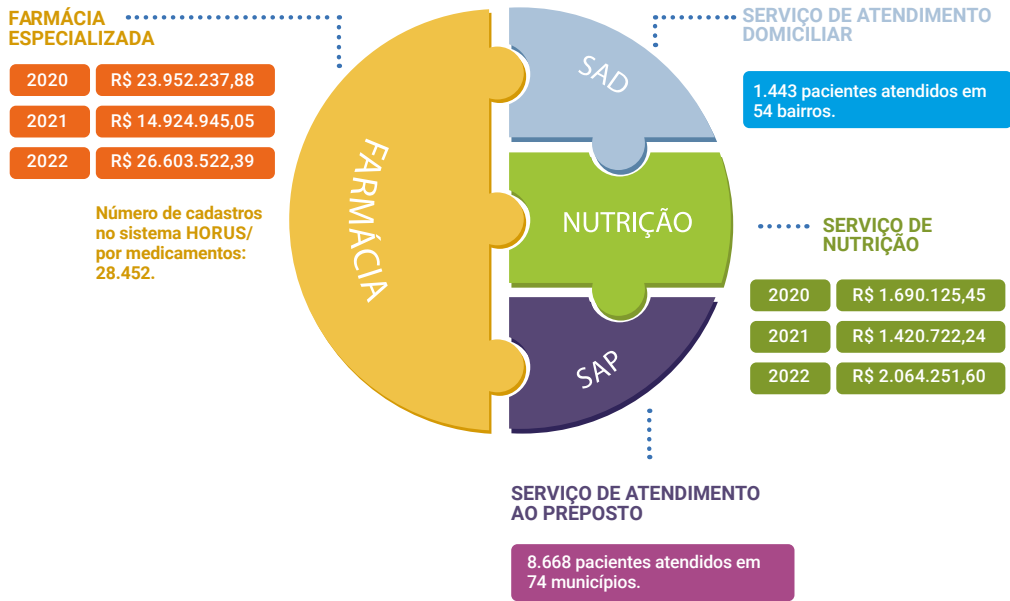 FARMÁCIA
ESPECIALIZADA
2020 R$ 23.952.237,88
2021 R$ 14.924.945,05
2022 R$ 26.603.522,39
Número de cadastros
no sistema HORUS/
por medicamentos:
28.452.
FARMÁCIA
SAD
NUTRIÇÃO
SAP
SERVIÇO DE ATENDIMENTO
DOMICILIAR
1.443 pacientes atendidos em
54 bairros.
SERVIÇO DE
NUTRIÇÃO
2020 R$ 1.690.125,45
2021 R$ 1.420.722,24
2022 R$ 2.064.251,60
SERVIÇO DE ATENDIMENTO
AO PREPOSTO
8.668 pacientes atendidos em
74 municípios.